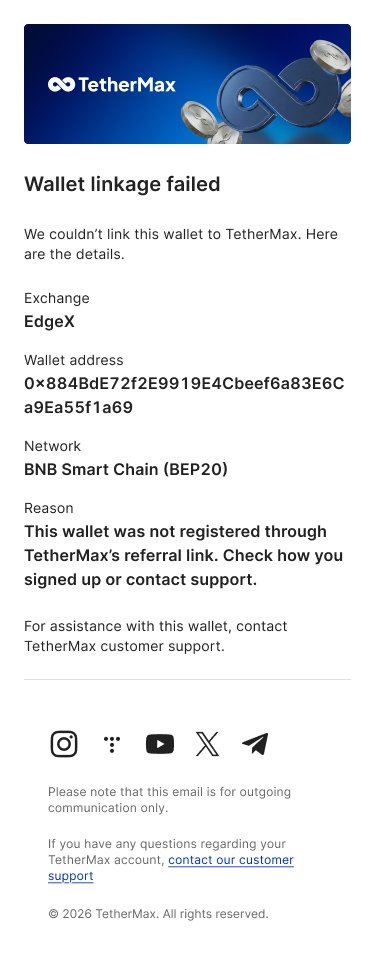 TetherMax
Wallet linkage failed
We couldn’t link this wallet to TetherMax. Here
are the details.
Exchange
EdgeX
Wallet address
0×884BdE72f2E9919E4Cbeef6a83E6C
a9Ea55f1a69
Network
BNB Smart Chain (BEP20)
Reason
This wallet was not registered through
TetherMax’s referral link. Check how you
signed up or contact support.
For assistance with this wallet, contact
TetherMax customer support.
Please note that this email is for outgoing
communication only.
If you have any questions regarding your
TetherMax account, contact our customer
support
© 2026 TetherMax. All rights reserved.